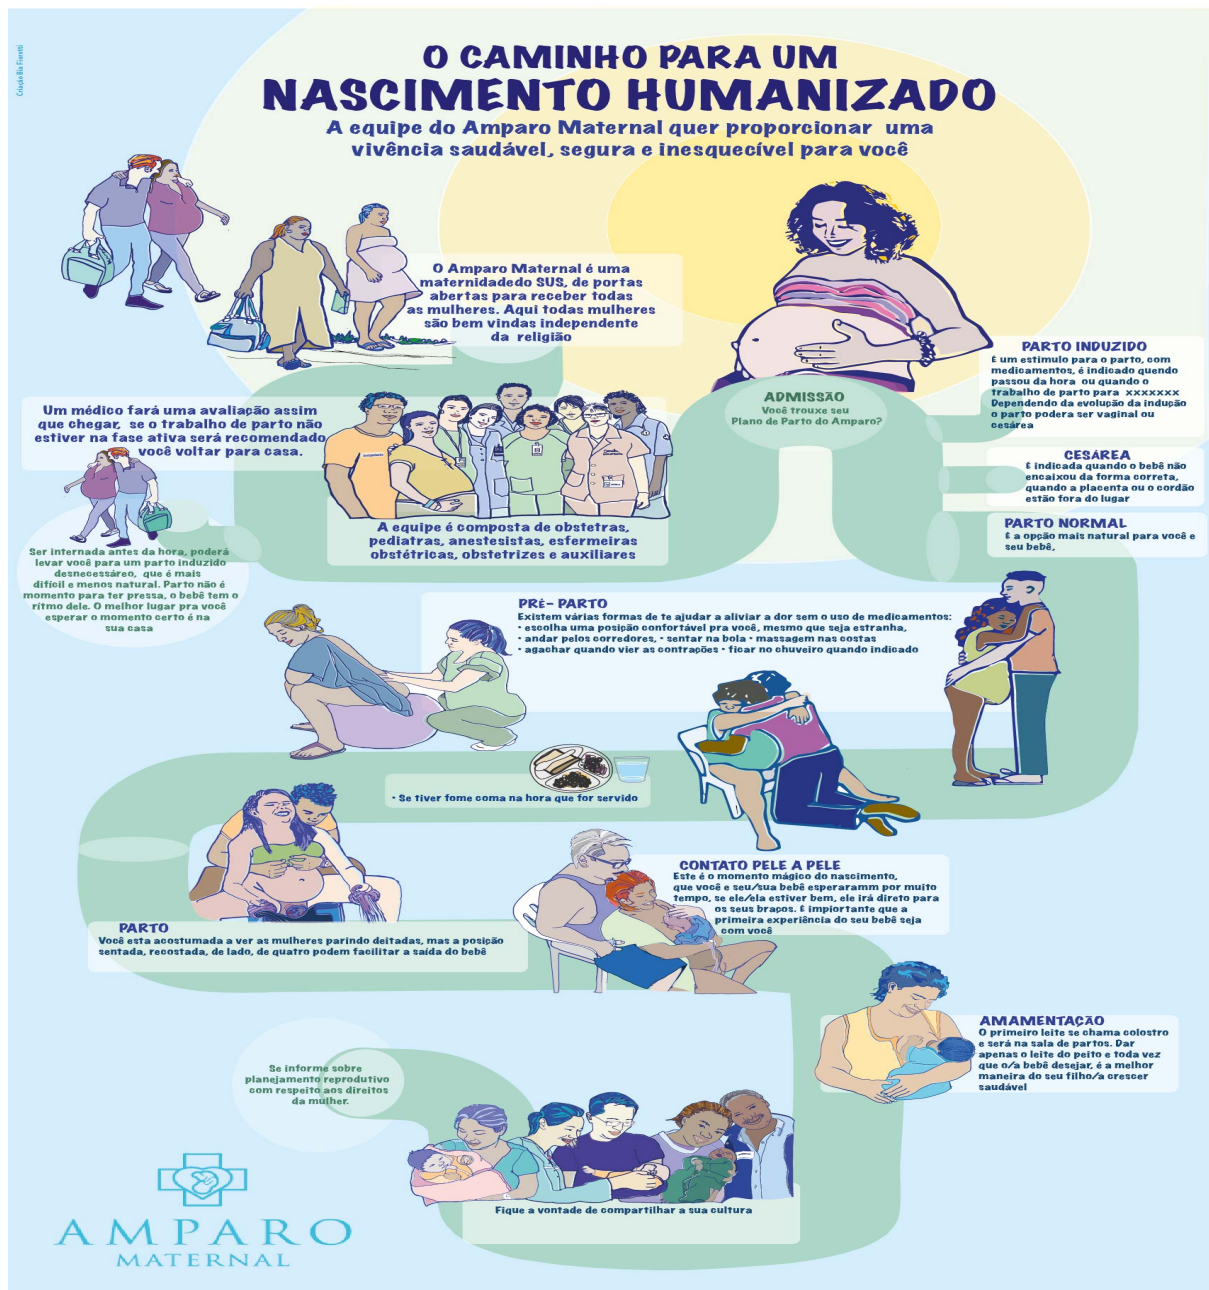 Criação Bia Fioretti
O CAMINHO PARA UM
NASCIMENTO HUMANIZADO
A equipe do Amparo Maternal quer proporcionar uma
vivência saudável, segura e inesquecível para você
O Amparo Maternal é uma
maternidadedo SUS, de portas
abertas para receber todas
as mulheres. Aqui todas mulheres
são bem vindas independente
da religião
Um médico fará uma avaliação assim
que chegar, se o trabalho de parto não
estiver na fase ativa será recomendado
você voltar para casa.
Ser internada antes da hora, poderá
levar você para um parto induzido
desnecessáreo, que é mais
difícil e menos natural. Parto não é
momento para ter pressa, o bebê tem o
rítmo dele. O melhor lugar pra você
esperar o momento certo é na
sua casa
A equipe é composta de obstetras,
pediatras, anestesistas, esfermeiras
obstétricas, obstetrizes e auxiliares
ADMISSÃO
Você trouxe seu
Plano de Parto do Amparo?
PARTO INDUZIDO
É um estimulo para o parto, com
medicamentos, é indicado quendo
passou da hora ou quando o
trabalho de parto para xxxxxxx
Dependendo da evolução da indução
o parto podera ser vaginal ou
cesárea
CESÁREA
É indicada quando o bebê não
encaixou da forma correta,
quando a placenta ou o cordão
estão fora do lugar
PARTO NORMAL
É a opção mais natural para você e
seu bebê,
PRÉ- PARTO
Existem várias formas de te ajudar a aliviar a dor sem o uso de medicamentos:
• escolha uma posição confortável pra você, mesmo que seja estranha,
• andar pelos corredores, • sentar na bola • massagem nas costas
• agachar quando vier as contrações • ficar no chuveiro quando indicado
• Se tiver fome coma na hora que for servido
PARTO
Você esta acostumada a ver as mulheres parindo deitadas, mas a posição
sentada, recostada, de lado, de quatro podem facilitar a saída do bebê
CONTATO PELE A PELE
Este é o momento mágico do nascimento,
que você e seu/sua bebê esperaramm por muito
tempo, se ele/ela estiver bem, ele irá direto para
os seus braços. É impiortante que a
primeira experiência do seu bebê seja
com você
AMAMENTAÇÃO
O primeiro leite se chama colostro
e será na sala de partos. Dar
apenas o leite do peito e toda vez
que o/a bebê desejar, é a melhor
maneira do seu filho/a crescer
saudável
Se informe sobre
planejamento reprodutivo
com respeito aos direitos
da mulher.
Fique a vontade de compartilhar a sua cultura
AMPARO
MATERNAL